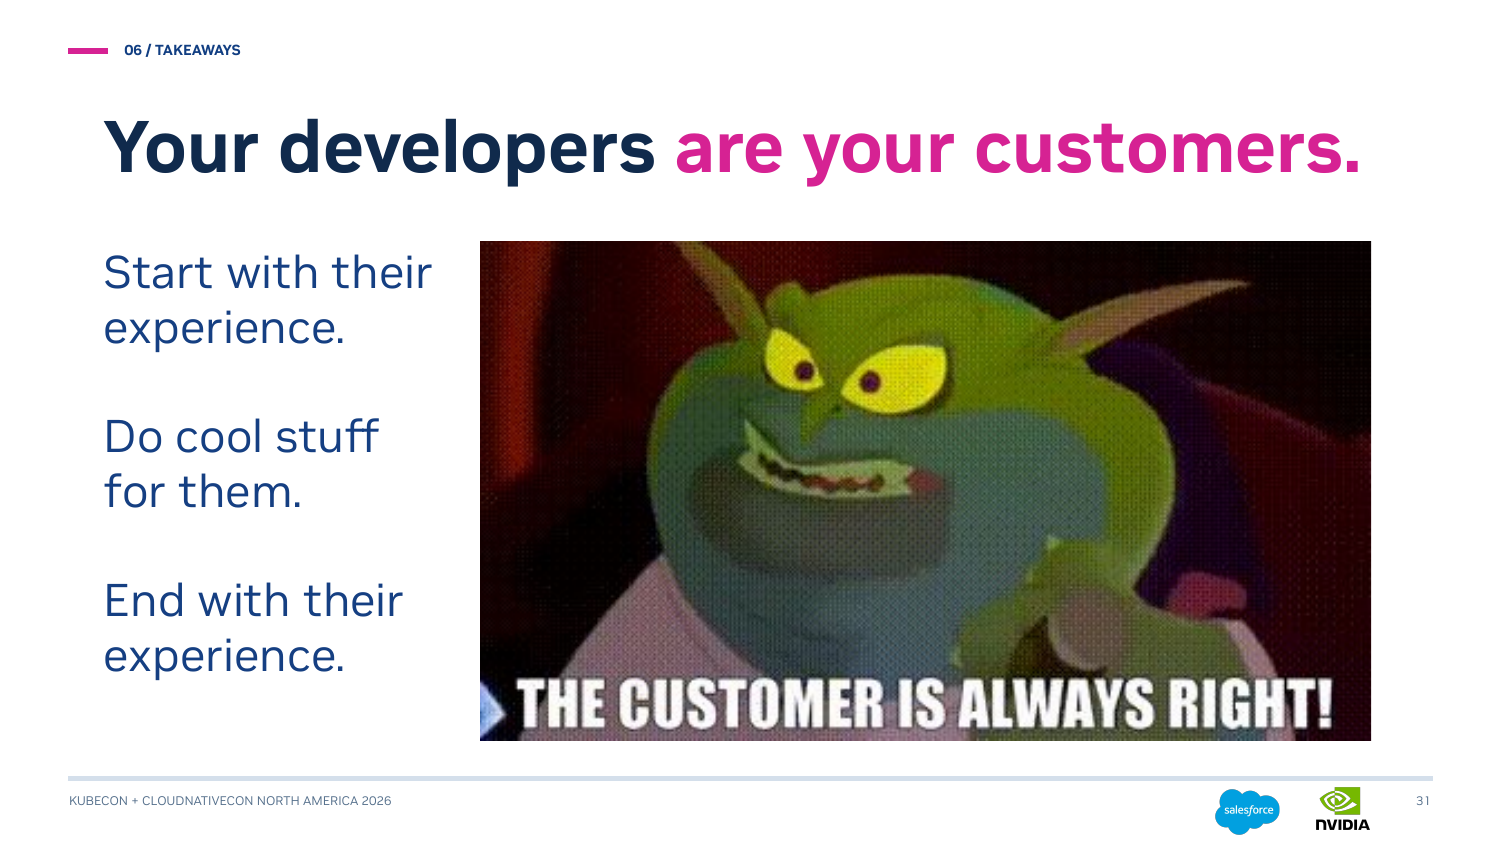 06 / TAKEAWAYS
Your developers are your customers.
Start with their
experience.
Do cool stuff
for them.
End with their
experience.
THE CUSTOMER IS ALWAYS RIGHT!
KUBECON + CLOUDNATIVECON NORTH AMERICA 2026
salesforce
NVIDIA
31